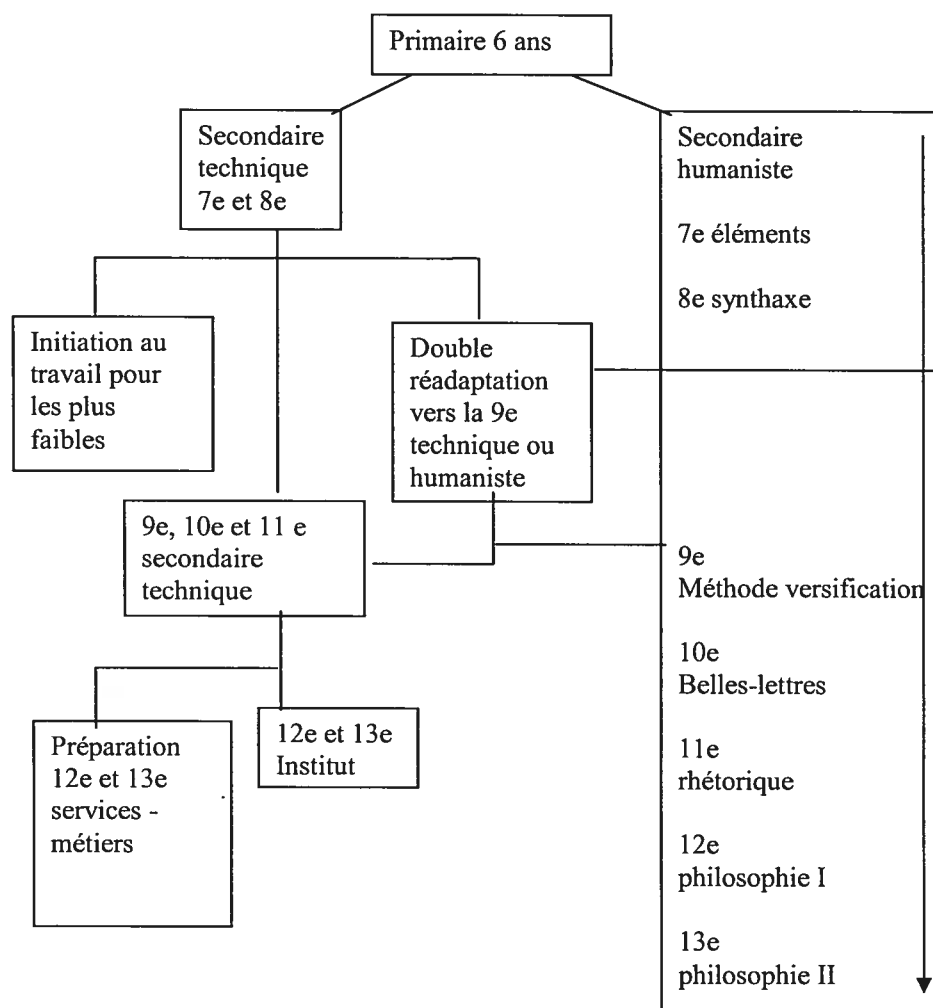 Primaire 6 ans
Secondaire
technique
7e et 8e
Secondaire
humaniste
7e éléments
8e synthaxe
Initiation au
travail pour
les plus
faibles
Double
réadaptation
vers la 9e
technique ou
humaniste
9e, 10e et 11 e
secondaire
technique
9e
Méthode versification
10e
Belles-lettres
11e
rhétorique
12e
philosophie I
13e
philosophie II
Préparation
12e et 13e
services -
métiers
12e et 13e
Institut